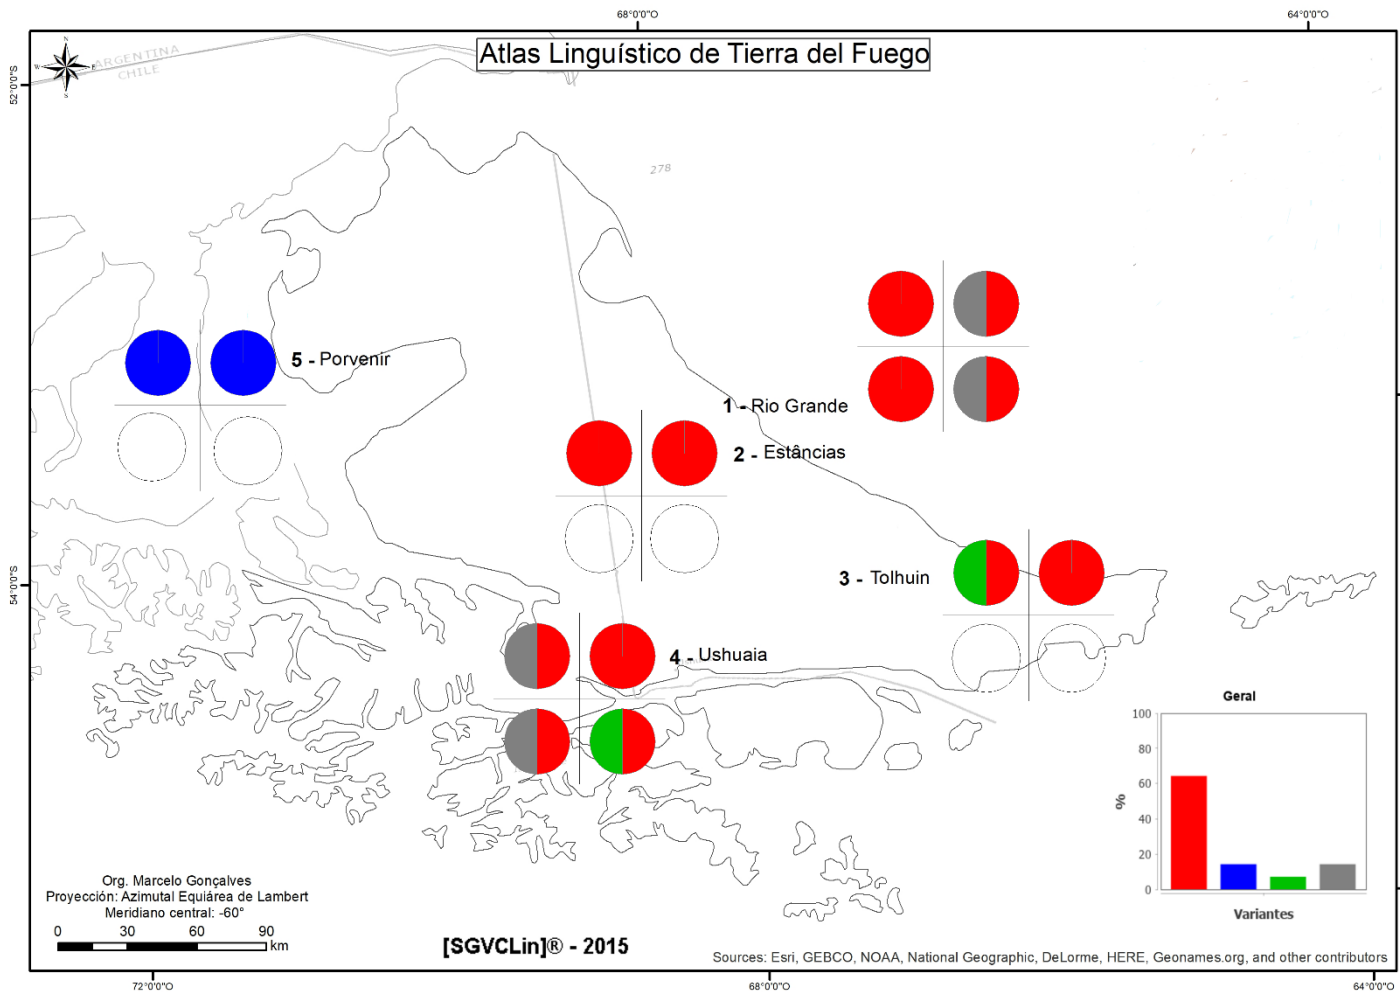 68°0'0"O
64°0'0"O
52°0'0"S
N
W
E
S
ARGENTINA
CHILE
Atlas Linguístico de Tierra del Fuego
278
5 - Porvenir
1 - Rio Grande
2 - Estâncias
3 - Tolhuin
54°0'0"S
4 - Ushuaia
Geral
100
80
60
40
20
0
%
Variantes
Org. Marcelo Gonçalves
Proyección: Azimutal Equiárea de Lambert
Meridiano central: -60°
0 30 60 90
km
[SGVCLin]® - 2015
Sources: Esri, GEBCO, NOAA, National Geographic, DeLorme, HERE, Geonames.org, and other contributors
72°0'0"O
68°0'0"O
64°0'0"O